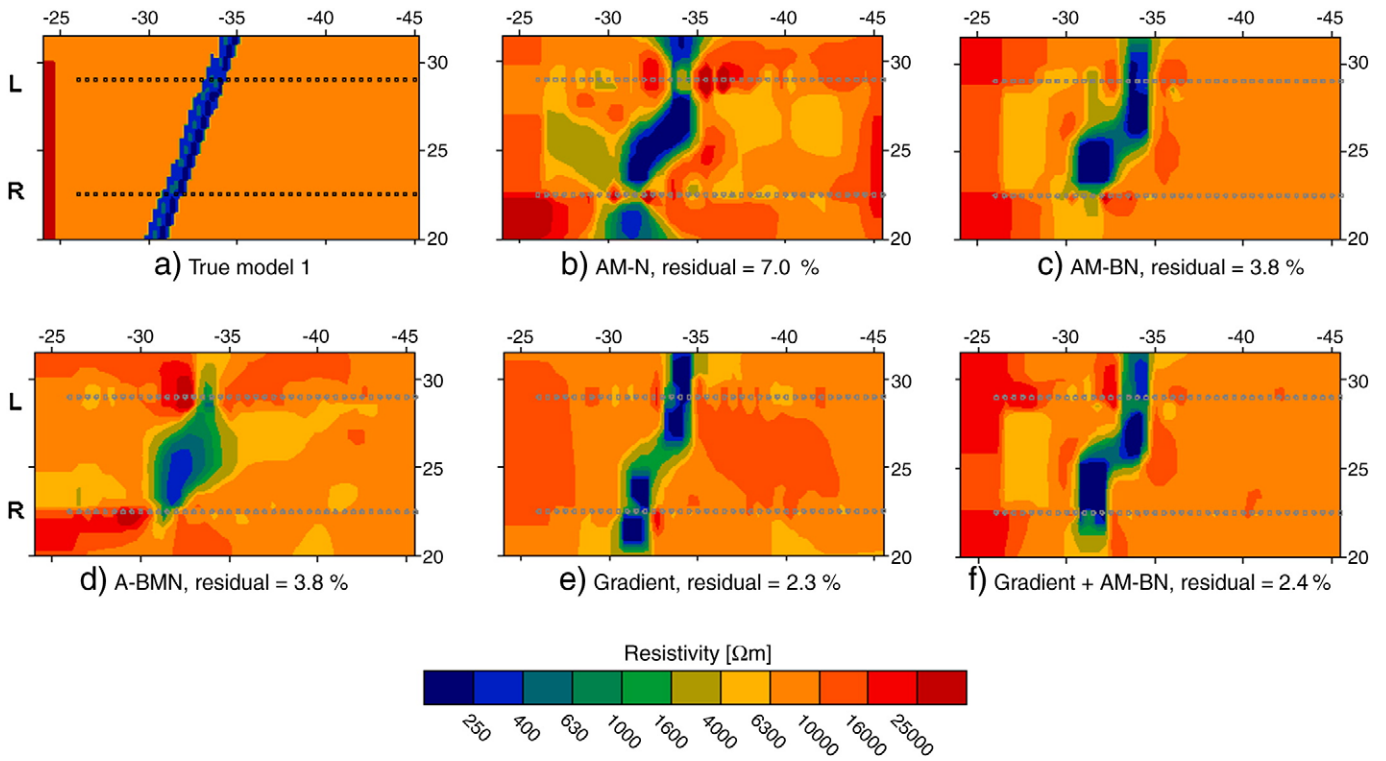 -25 -30 -35 -40 -45 -25 -30 -35 -40 -45 -25 -30 -35 -40 -45
30 30 30
L
25 25 25
R
20 20 20
a) True model 1
b) AM-N, residual = 7.0 %
c) AM-BN, residual = 3.8 %
-25 -30 -35 -40 -45 -25 -30 -35 -40 -45 -25 -30 -35 -40 -45
30 30 30
L
25 25 25
R
20 20 20
d) A-BMN, residual = 3.8 %
e) Gradient, residual = 2.3 %
f) Gradient + AM-BN, residual = 2.4 %
Resistivity [Ωm]
250 400 630 1000 1600 4000 6300 10000 16000 25000